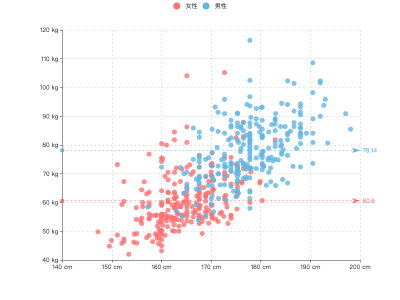 女性 男性
120 kg
110 kg
100 kg
90 kg
80 kg
78.14
70 kg
60 kg
60.6
50 kg
40 kg
140 cm 150 cm 160 cm 170 cm 180 cm 190 cm 200 cm